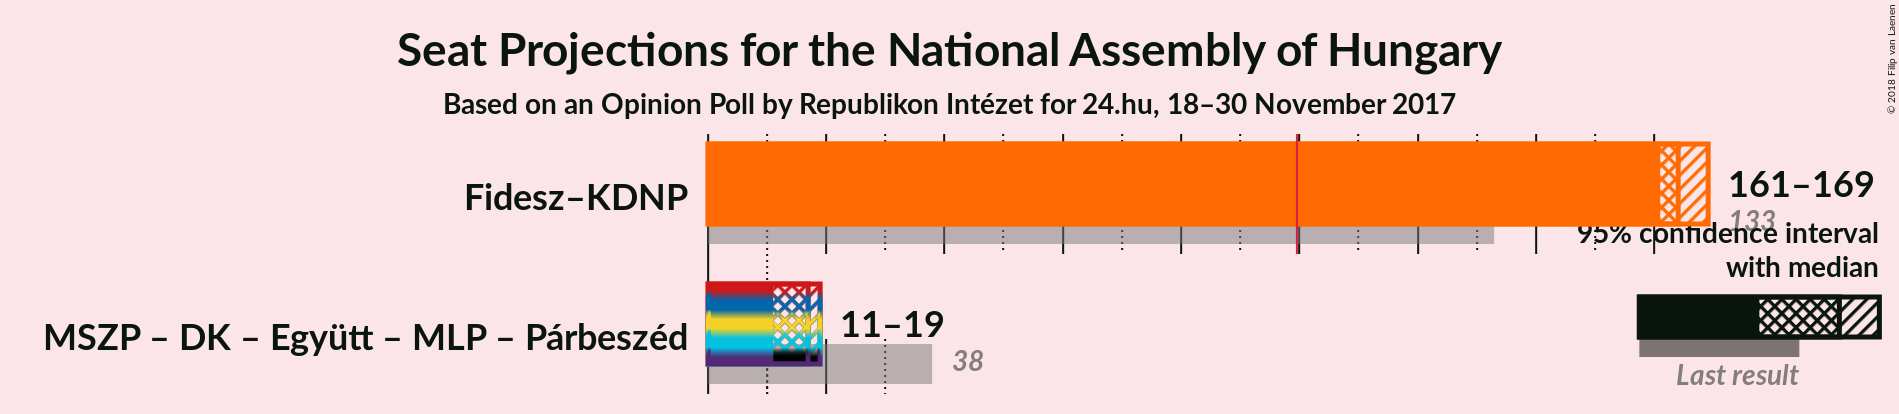 Seat Projections for the National Assembly of Hungary
Based on an Opinion Poll by Republikon Intézet for 24.hu, 18–30 November 2017
© 2018 Filip van Laenen
Fidesz–KDNP
161–169
133
95% confidence interval
with median
MSZP – DK – Együtt – MLP – Párbeszéd
11–19
38
Last result